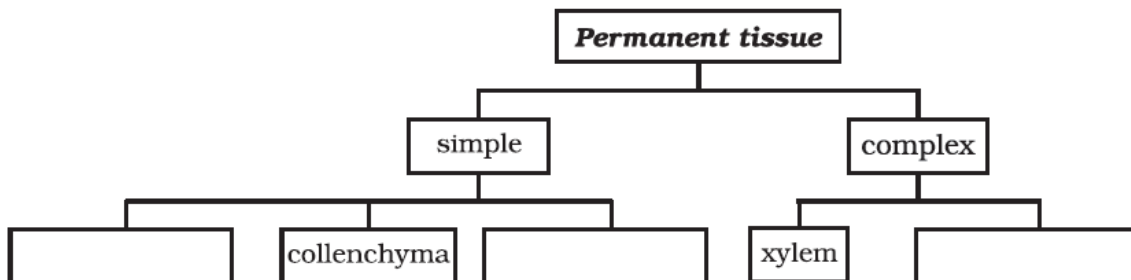 Permanent tissue
simple
complex
collenchyma
xylem